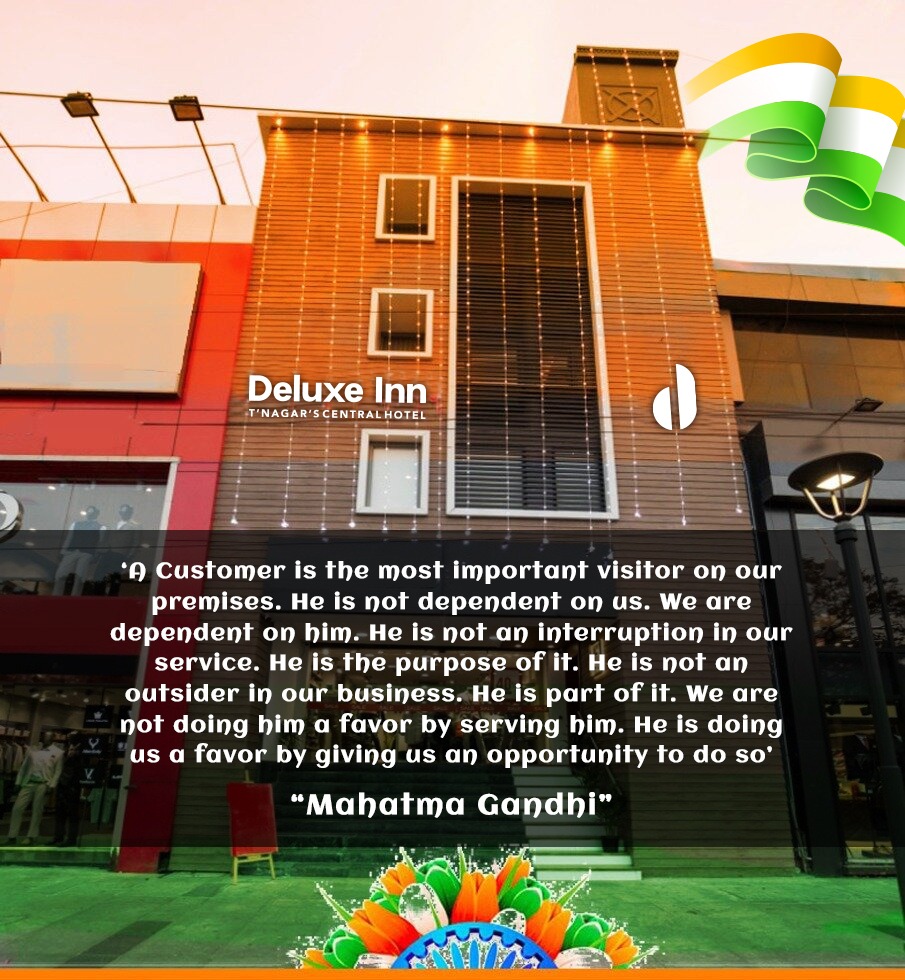 Deluxe Inn
T'NAGAR'S CENTRAL HOTEL
‘A Customer is the most important visitor on our
premises. He is not dependent on us. We are
dependent on him. He is not an interruption in our
service. He is the purpose of it. He is not an
outsider in our business. He is part of it. We are
not doing him a favor by serving him. He is doing
us a favor by giving us an opportunity to do so’
“Mahatma Gandhi”